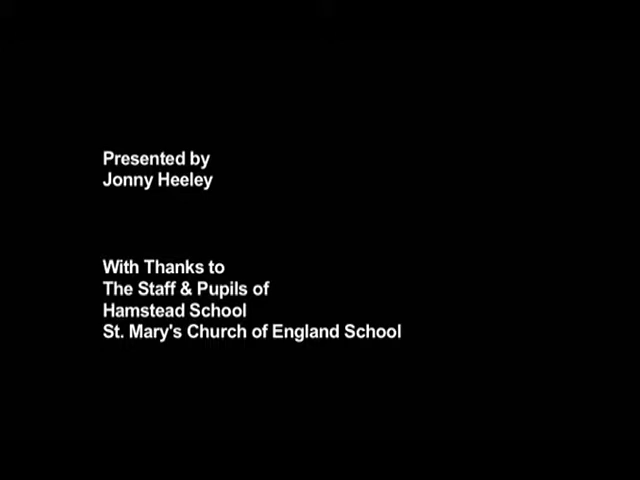 Presented by
Jonny Heeley
With Thanks to
The Staff & Pupils of
Hamstead School
St. Mary's Church of England School